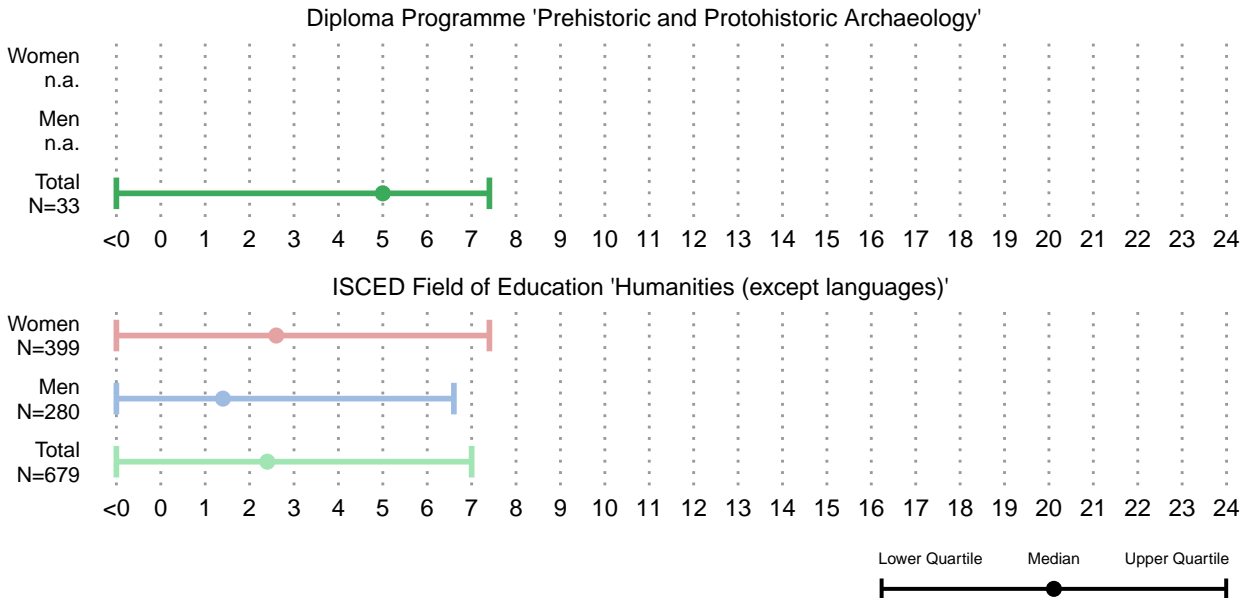 Diploma Programme 'Prehistoric and Protohistoric Archaeology'
Women
n.a.
Men
n.a.
Total
N=33
<0 0 1 2 3 4 5 6 7 8 9 10 11 12 13 14 15 16 17 18 19 20 21 22 23 24
ISCED Field of Education 'Humanities (except languages)'
Women
N=399
Men
N=280
Total
N=679
<0 0 1 2 3 4 5 6 7 8 9 10 11 12 13 14 15 16 17 18 19 20 21 22 23 24
Lower Quartile Median Upper Quartile